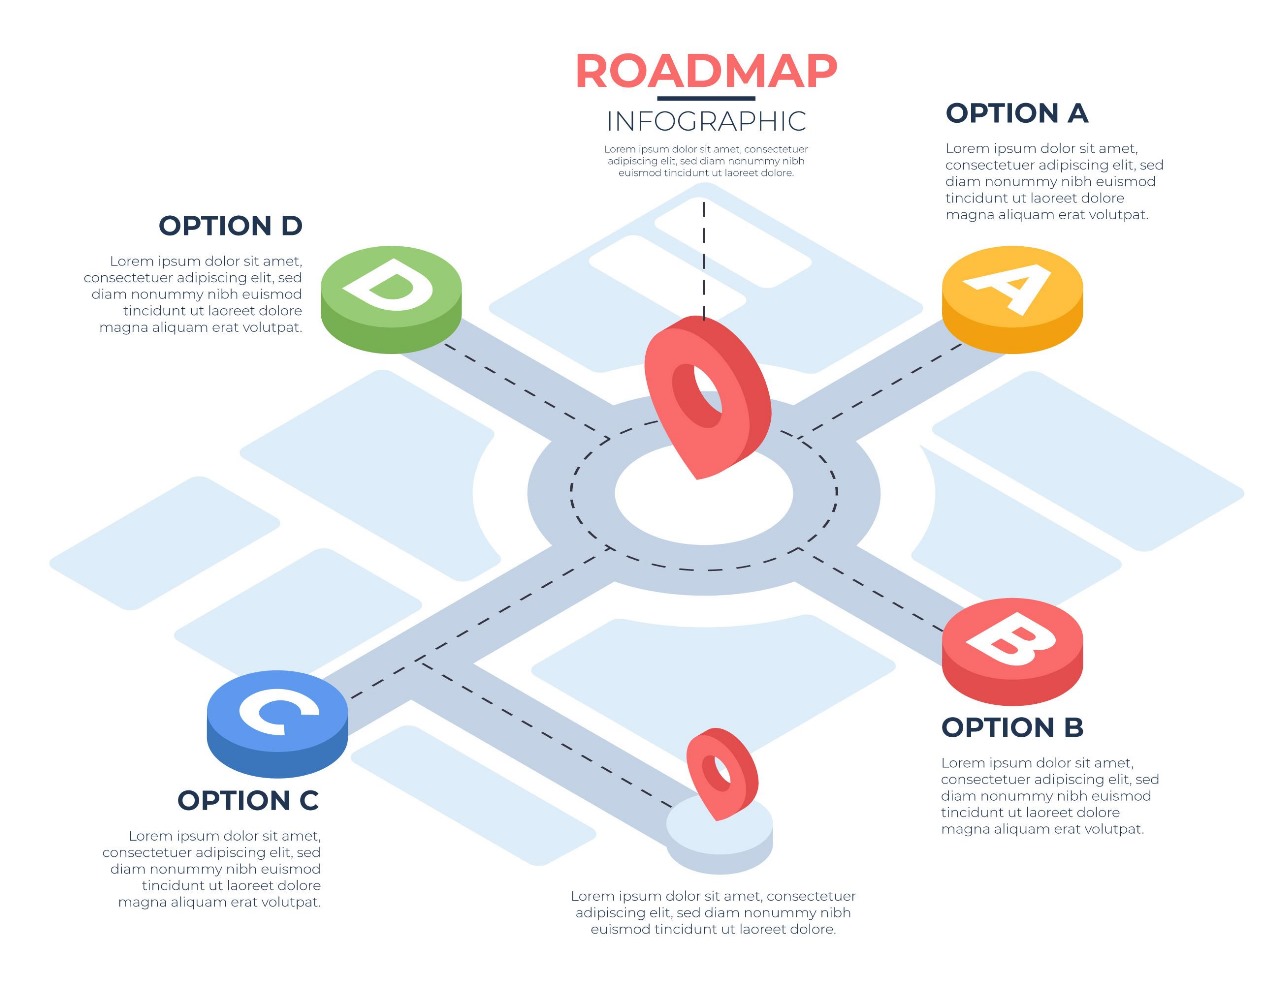 ROADMAP
INFOGRAPHIC
Lorem ipsum dolor sit amet, consectetuer
adipiscing elit, sed diam nonummy nibh
euismod tincidunt ut laoreet dolore.
OPTION A
Lorem ipsum dolor sit amet,
consectetuer adipiscing elit, sed
diam nonummy nibh euismod
tincidunt ut laoreet dolore
magna aliquam erat volutpat.
A
OPTION D
Lorem ipsum dolor sit amet,
consectetuer adipiscing elit, sed
diam nonummy nibh euismod
tincidunt ut laoreet dolore
magna aliquam erat volutpat.
D
B
OPTION B
Lorem ipsum dolor sit amet,
consectetuer adipiscing elit, sed
diam nonummy nibh euismod
tincidunt ut laoreet dolore
magna aliquam erat volutpat.
C
OPTION C
Lorem ipsum dolor sit amet,
consectetuer adipiscing elit, sed
diam nonummy nibh euismod
tincidunt ut laoreet dolore
magna aliquam erat volutpat.
Lorem ipsum dolor sit amet, consectetuer
adipiscing elit, sed diam nonummy nibh
euismod tincidunt ut laoreet dolore.